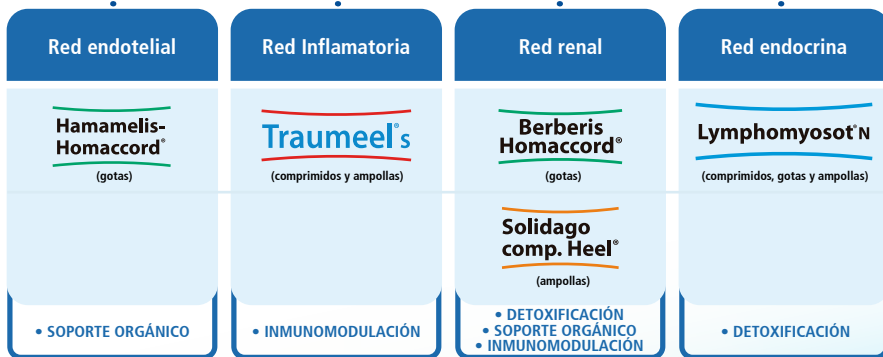 Red endotelial
Hamamelis-
Homaccord®
(gotas)
• SOPORTE ORGÁNICO
Red Inflamatoria
Traumeel® S
(comprimidos y ampollas)
• INMUNOMODULACIÓN
Red renal
Berberis
Homaccord®
(gotas)
Solidago
comp. Heel®
(ampollas)
• DETOXIFICACIÓN
• SOPORTE ORGÁNICO
• INMUNOMODULACIÓN
Red endocrina
Lymphomyosot® N
(comprimidos, gotas y ampollas)
• DETOXIFICACIÓN